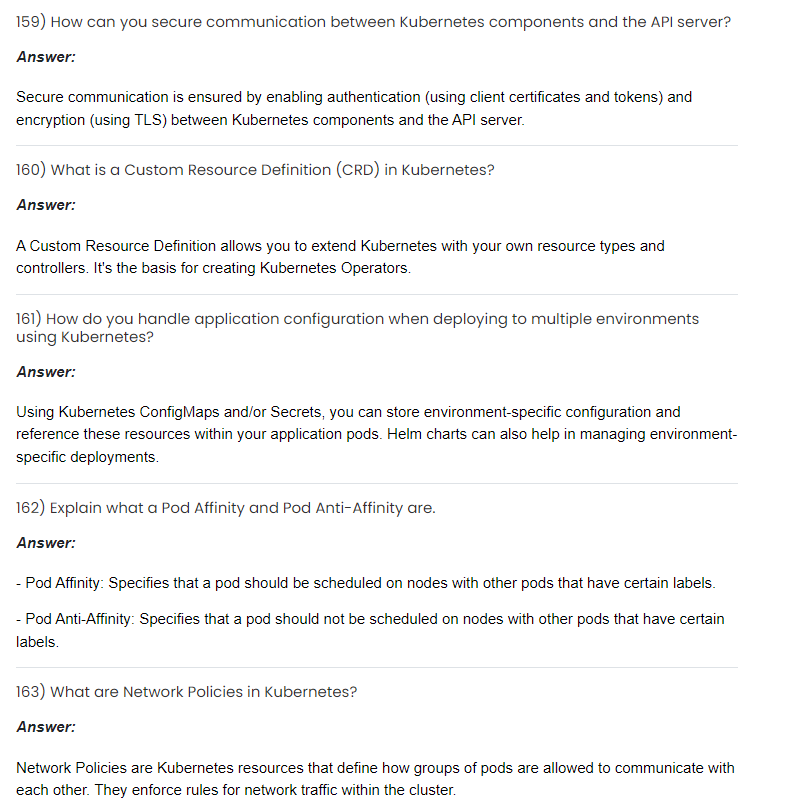 159) How can you secure communication between Kubernetes components and the API server?
Answer:
Secure communication is ensured by enabling authentication (using client certificates and tokens) and
encryption (using TLS) between Kubernetes components and the API server.
160) What is a Custom Resource Definition (CRD) in Kubernetes?
Answer:
A Custom Resource Definition allows you to extend Kubernetes with your own resource types and
controllers. It's the basis for creating Kubernetes Operators.
161) How do you handle application configuration when deploying to multiple environments
using Kubernetes?
Answer:
Using Kubernetes ConfigMaps and/or Secrets, you can store environment-specific configuration and
reference these resources within your application pods. Helm charts can also help in managing environment-
specific deployments.
162) Explain what a Pod Affinity and Pod Anti-Affinity are.
Answer:
- Pod Affinity: Specifies that a pod should be scheduled on nodes with other pods that have certain labels.
- Pod Anti-Affinity: Specifies that a pod should not be scheduled on nodes with other pods that have certain
labels.
163) What are Network Policies in Kubernetes?
Answer:
Network Policies are Kubernetes resources that define how groups of pods are allowed to communicate with
each other. They enforce rules for network traffic within the cluster.